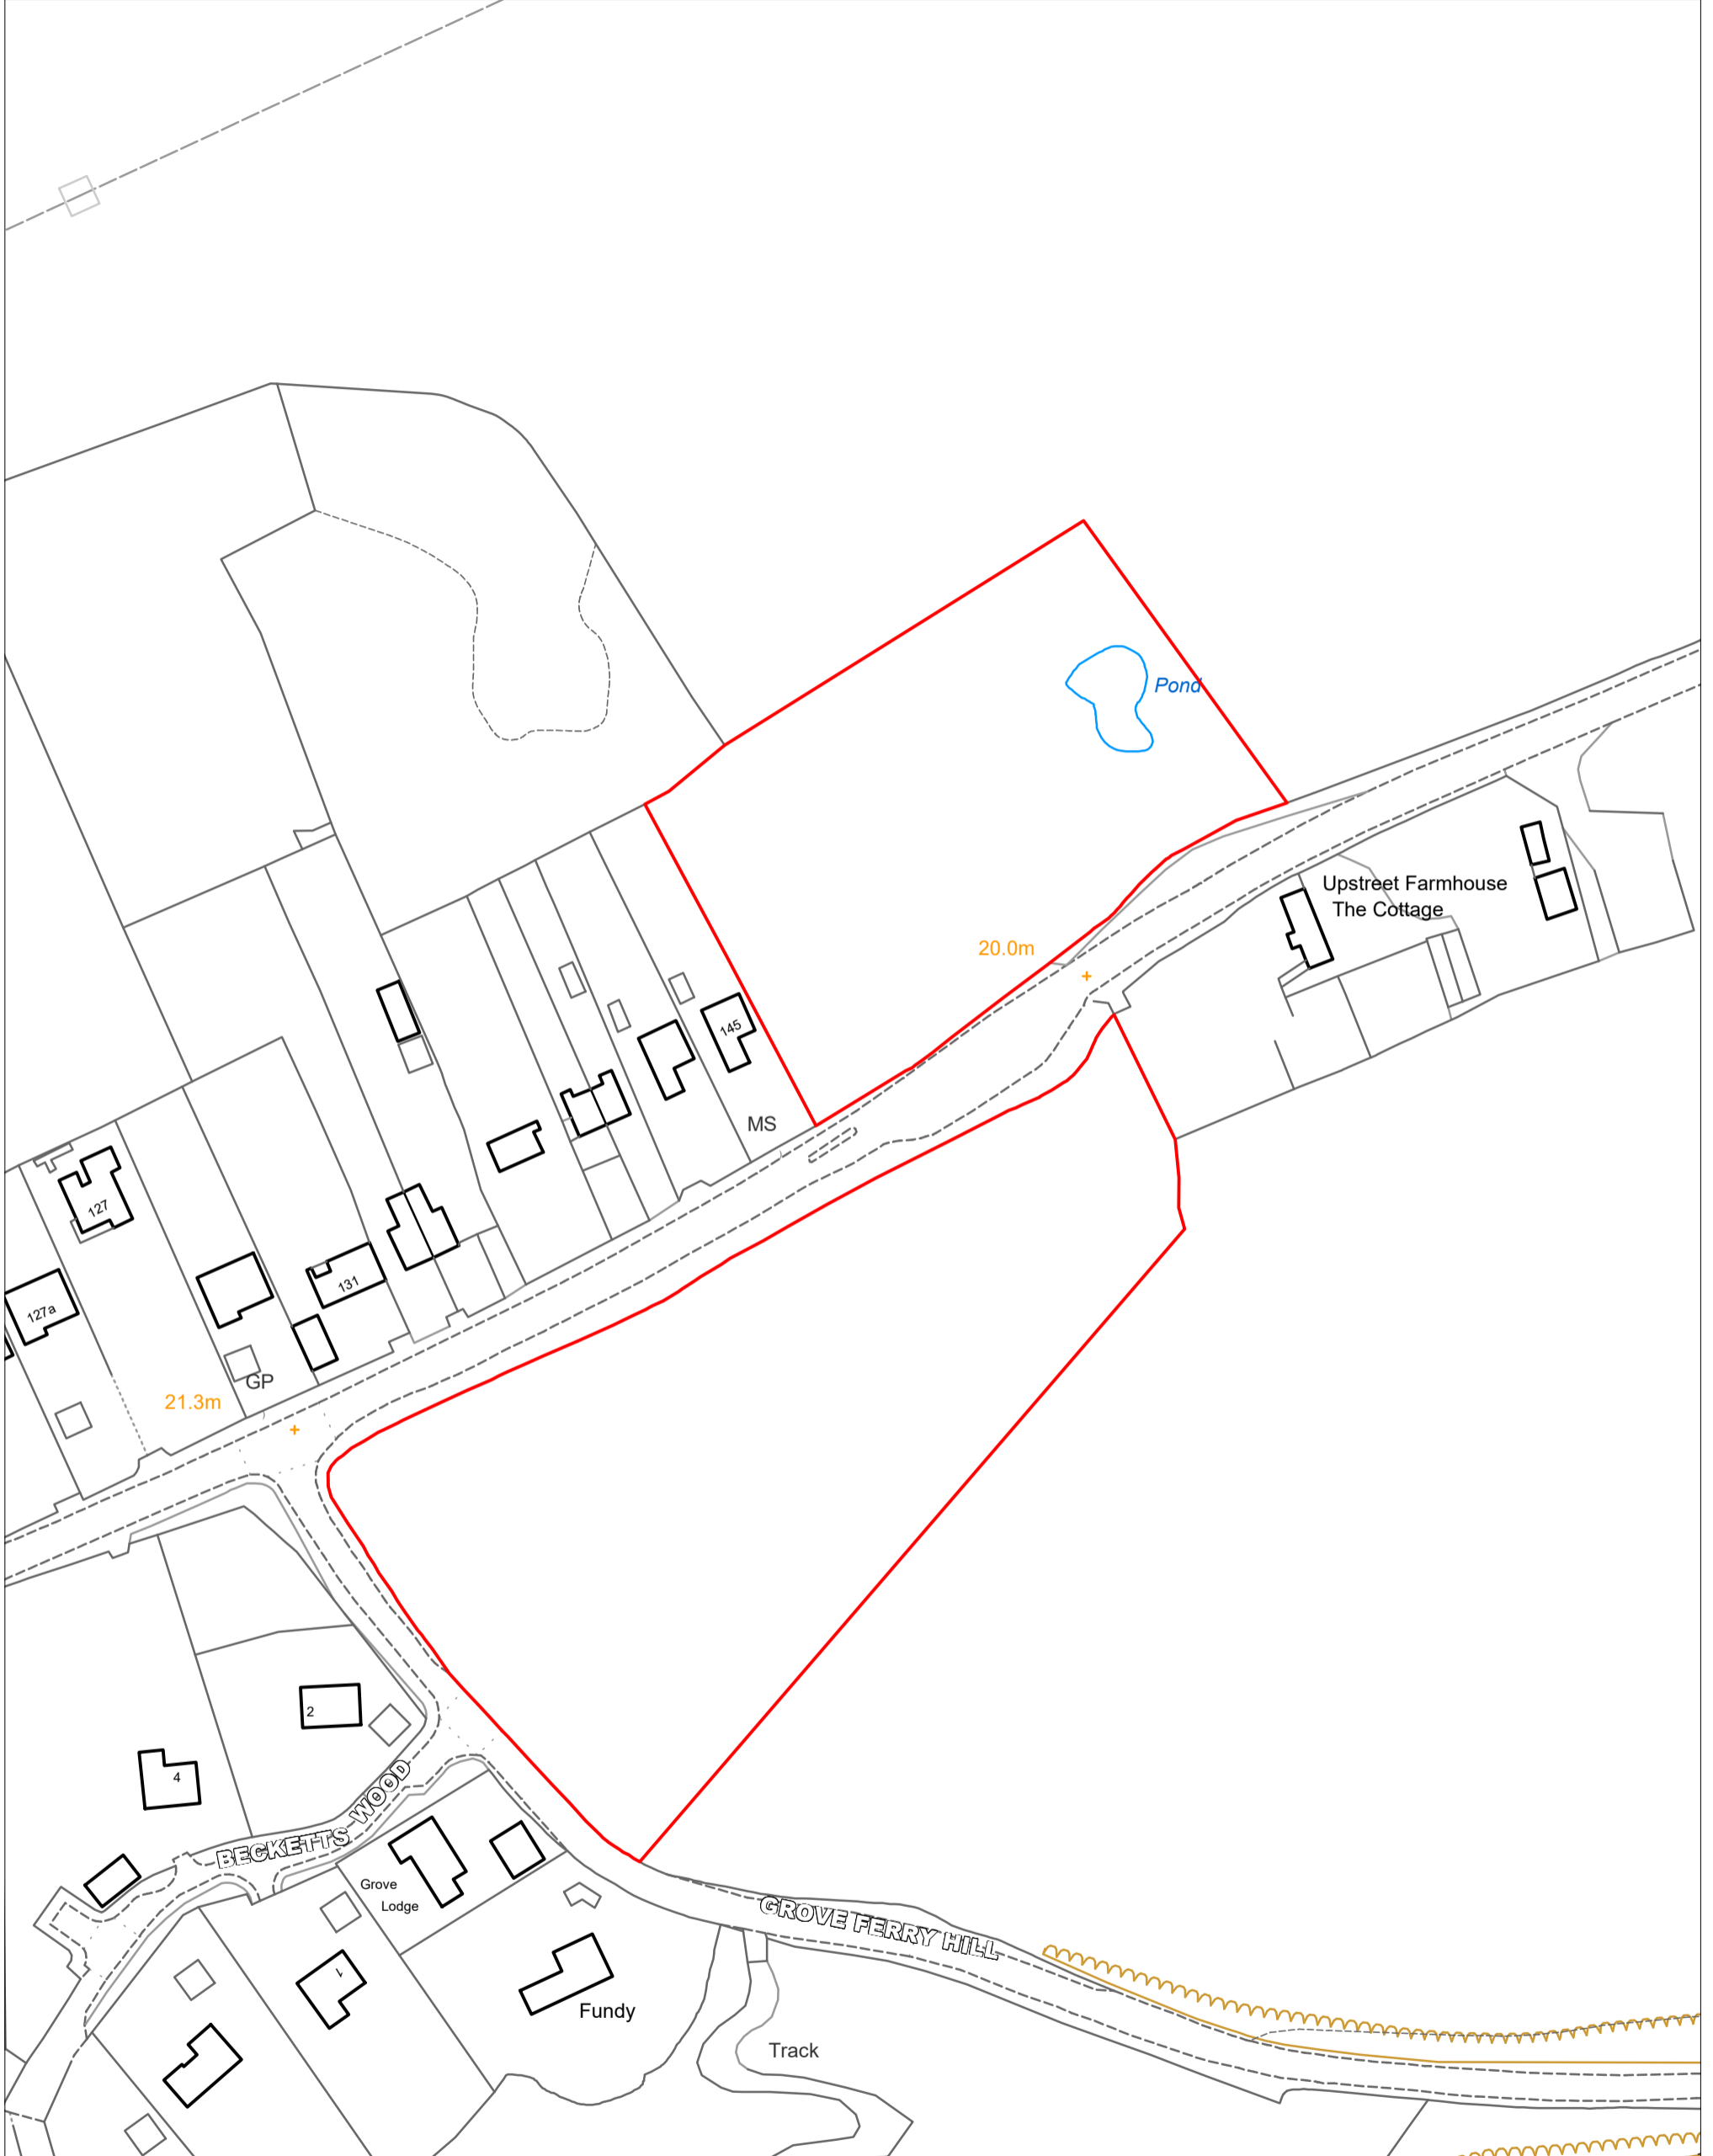 Pond
Upstreet Farmhouse
The Cottage
20.0m
145
MS
127
131
127a
GP
21.3m
2
4
BECKETTS WOOD
Grove
Lodge
GROVE FERRY HILL
1
Fundy
Track